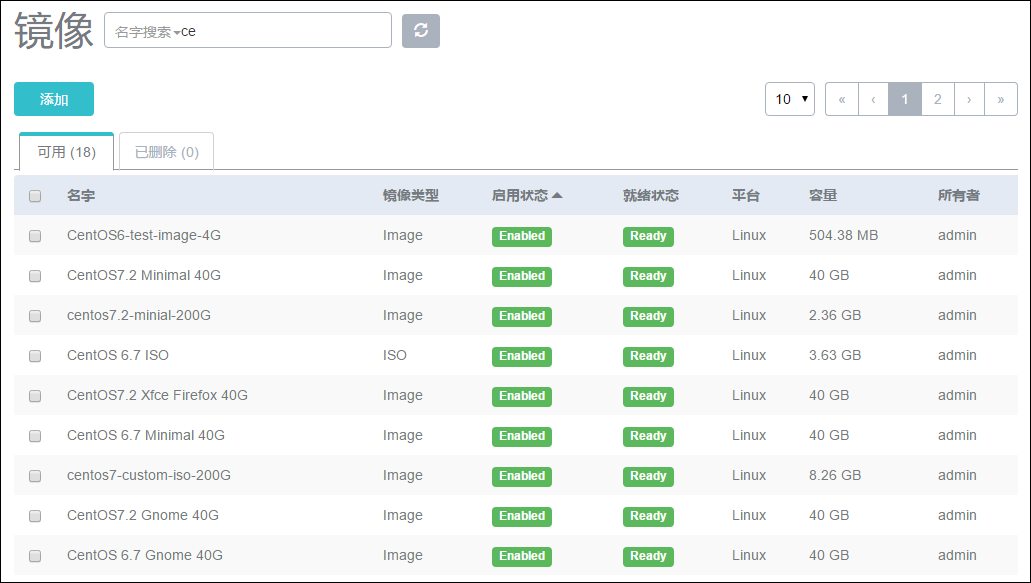 镜像 名字搜索 ce
添加 10 « ‹ 1 2 › »
可用 (18) 已删除 (0)
名字 镜像类型 启用状态 就绪状态 平台 容量 所有者
CentOS6-test-image-4G Image Enabled Ready Linux 504.38 MB admin
CentOS7.2 Minimal 40G Image Enabled Ready Linux 40 GB admin
centos7.2-minial-200G Image Enabled Ready Linux 2.36 GB admin
CentOS 6.7 ISO ISO Enabled Ready Linux 3.63 GB admin
CentOS7.2 Xfce Firefox 40G Image Enabled Ready Linux 40 GB admin
CentOS 6.7 Minimal 40G Image Enabled Ready Linux 40 GB admin
centos7-custom-iso-200G Image Enabled Ready Linux 8.26 GB admin
CentOS7.2 Gnome 40G Image Enabled Ready Linux 40 GB admin
CentOS 6.7 Gnome 40G Image Enabled Ready Linux 40 GB admin